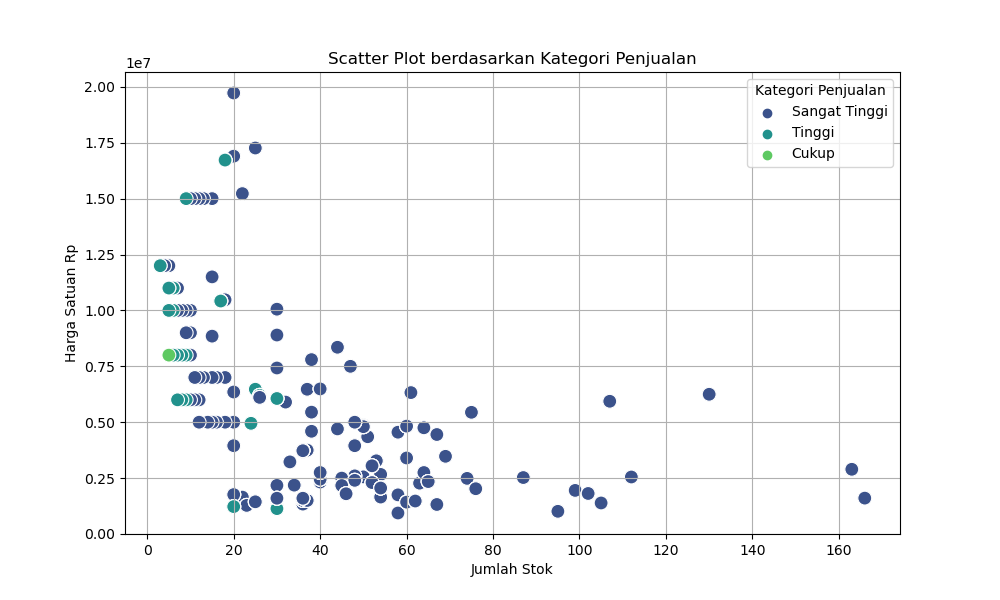 Scatter Plot berdasarkan Kategori Penjualan
1e7
Kategori Penjualan
Sangat Tinggi
Tinggi
Cukup
2.00
1.75
1.50
1.25
1.00
0.75
0.50
0.25
0.00
Harga Satuan Rp
0 20 40 60 80 100 120 140 160
Jumlah Stok